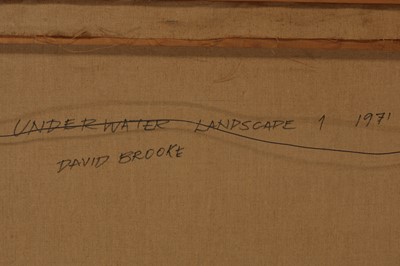 UNDERWATER LANDSCAPE 1 1971
DAVID BROOKE